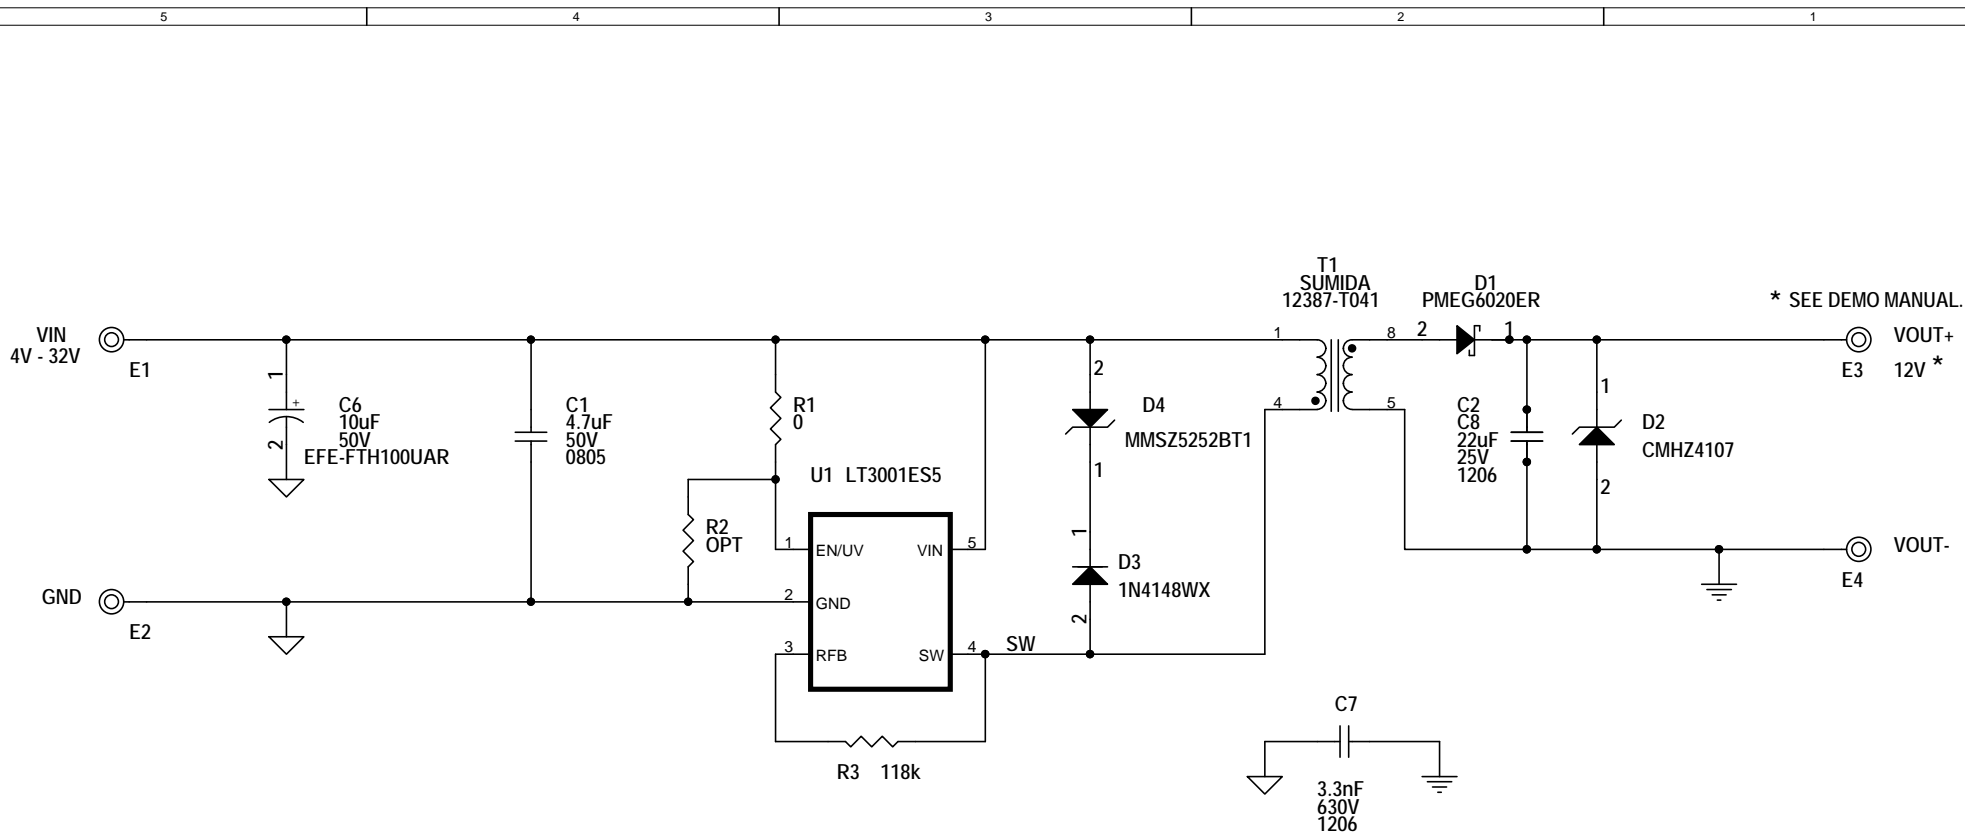 5 4 3 2 1
T1
SUMIDA
12387-T041
D1
PMEG6020ER
* SEE DEMO MANUAL.
VIN
4V - 32V
E1
1 8 2 1
VOUT+
E3 12V *
1
+
2
C6
10uF
50V
EFE-FTH100UAR
C1
4.7uF
50V
0805
R1
0
2
D4
MMSZ5252BT1
1
4 5
C2
C8
22uF
25V
1206
1
D2
CMHZ4107
2
U1 LT3001ES5
R2
OPT
1 EN/UV VIN 5
2 GND
3 RFB SW 4 SW
1
D3
1N4148WX
2
VOUT-
E4
GND
E2
R3 118k
C7
3.3nF
630V
1206